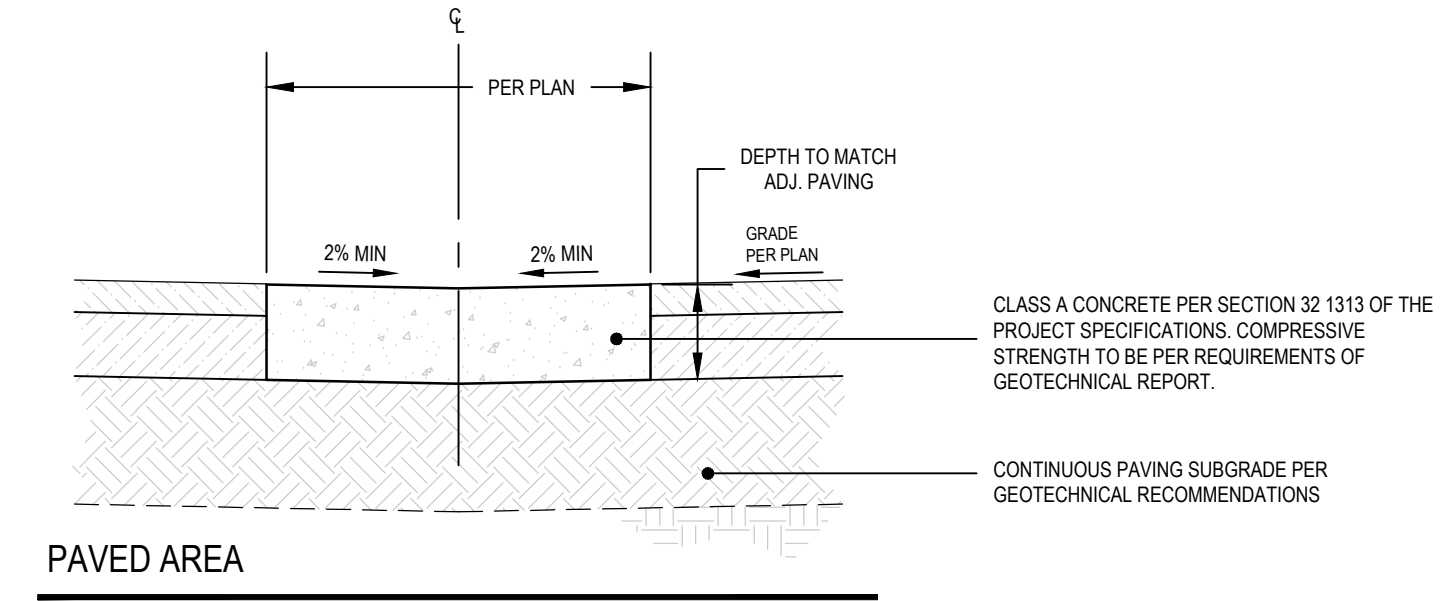 ℄
PER PLAN
DEPTH TO MATCH
ADJ. PAVING
2% MIN
2% MIN
GRADE
PER PLAN
CLASS A CONCRETE PER SECTION 32 1313 OF THE
PROJECT SPECIFICATIONS. COMPRESSIVE
STRENGTH TO BE PER REQUIREMENTS OF
GEOTECHNICAL REPORT.
CONTINUOUS PAVING SUBGRADE PER
GEOTECHNICAL RECOMMENDATIONS
PAVED AREA